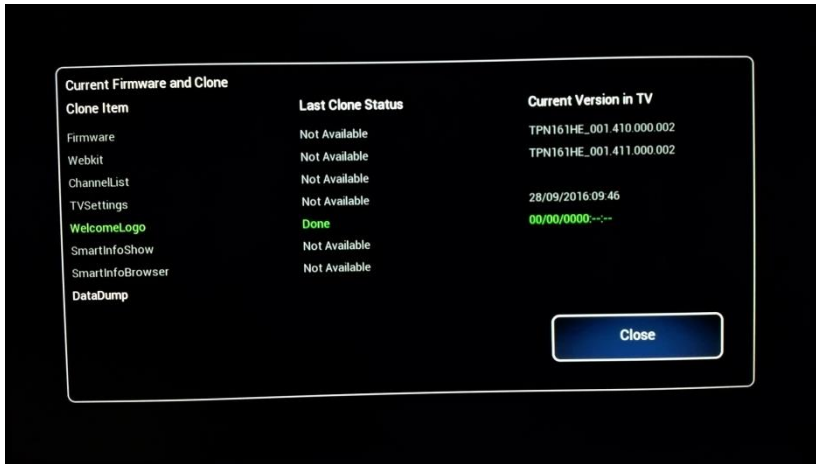 Current Firmware and Clone
Clone Item Last Clone Status Current Version in TV
Firmware Not Available TPN161HE_001.410.000.002
Webkit Not Available TPN161HE_001.411.000.002
ChannelList Not Available
TVSettings Not Available 28/09/2016:09:46
WelcomeLogo Done 00/00/0000:--:--
SmartInfoShow Not Available
SmartInfoBrowser Not Available
DataDump
Close